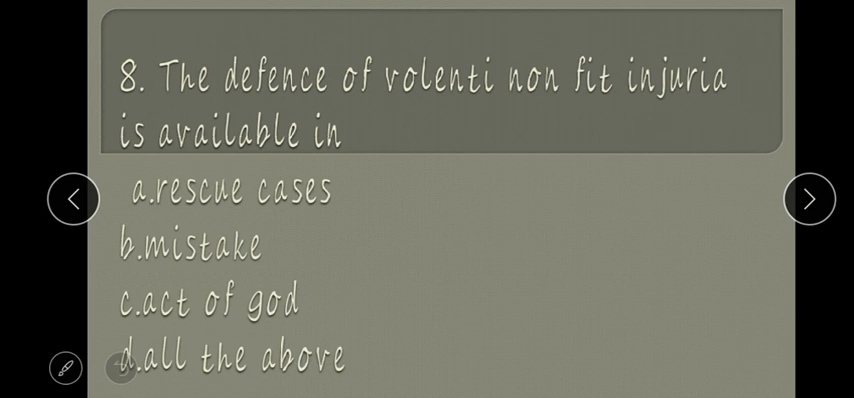 8. The defence of volenti non fit injuria
is available in
a.rescue cases
b.mistake
c.act of god
d.all the above